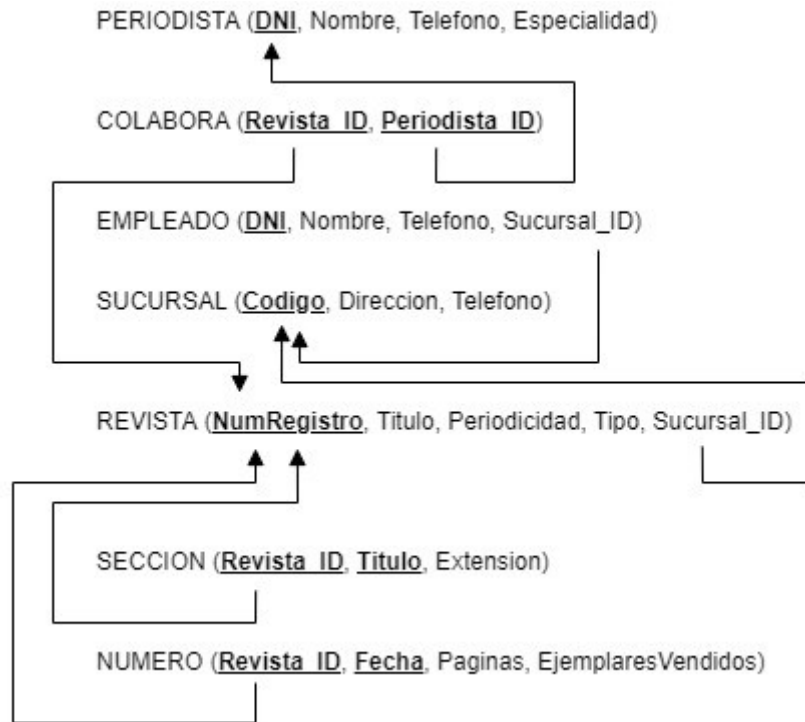 PERIODISTA (DNI, Nombre, Telefono, Especialidad)
COLABORA (Revista_ID, Periodista_ID)
EMPLEADO (DNI, Nombre, Telefono, Sucursal_ID)
SUCURSAL (Codigo, Direccion, Telefono)
REVISTA (NumRegistro, Titulo, Periodicidad, Tipo, Sucursal_ID)
SECCION (Revista_ID, Titulo, Extension)
NUMERO (Revista_ID, Fecha, Paginas, EjemplaresVendidos)